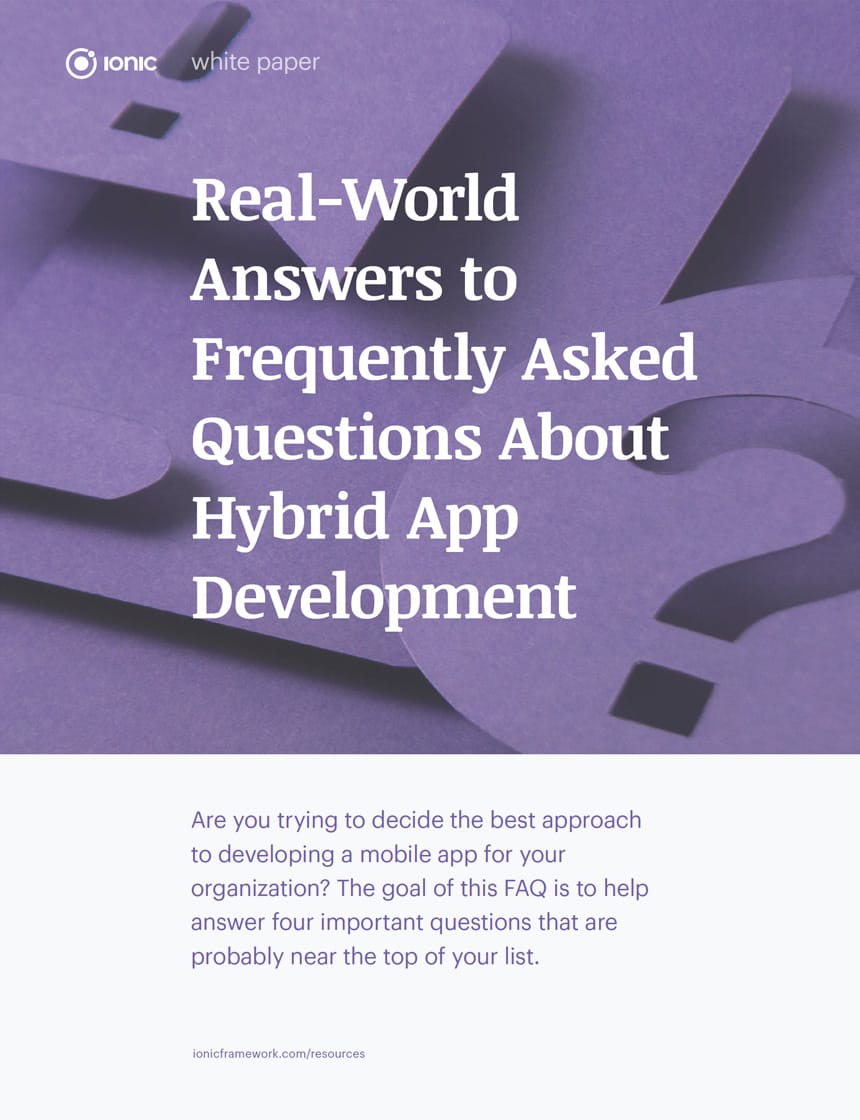 ionic white paper
Real-World
Answers to
Frequently Asked
Questions About
Hybrid App
Development
Are you trying to decide the best approach
to developing a mobile app for your
organization? The goal of this FAQ is to help
answer four important questions that are
probably near the top of your list.
ionicframework.com/resources